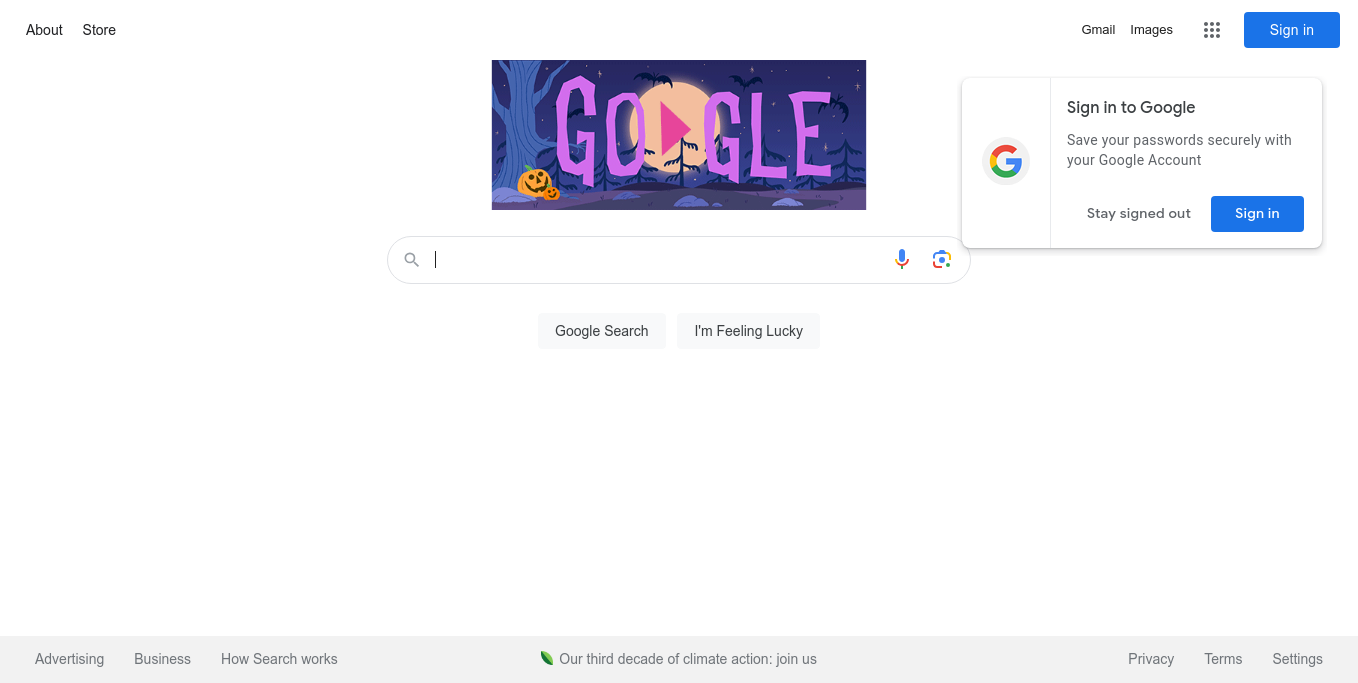 About Store
Gmail Images Sign in
GOOGLE
Sign in to Google
Save your passwords securely with
your Google Account
Stay signed out Sign in
Google Search I'm Feeling Lucky
Advertising Business How Search works
Our third decade of climate action: join us
Privacy Terms Settings